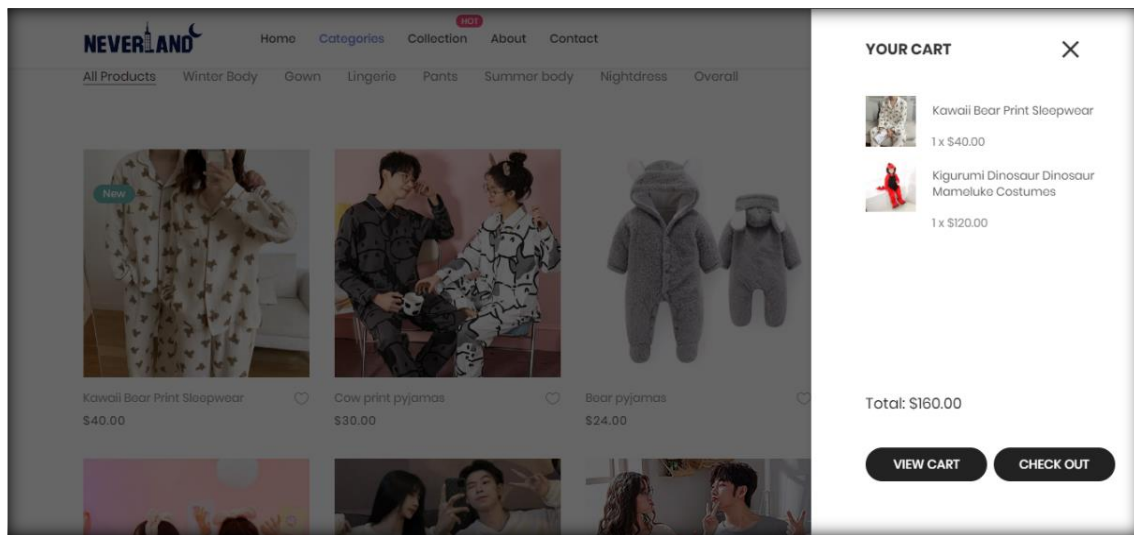 HOT
NEVERLAND
Home Categories Collection About Contact
All Products Winter Body Gown Lingerie Pants Summer body Nightdress Overall
New
Kawaii Bear Print Sleepwear
$40.00
Cow print pyjamas
$30.00
Bear pyjamas
$24.00
YOUR CART
Kawaii Bear Print Sleepwear
1 x $40.00
Kigurumi Dinosaur Dinosaur
Mameluke Costumes
1 x $120.00
Total: $160.00
VIEW CART
CHECK OUT